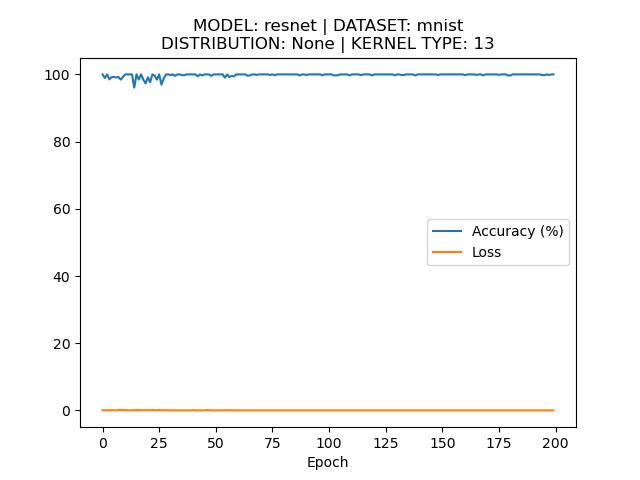 MODEL: resnet | DATASET: mnist
DISTRIBUTION: None | KERNEL TYPE: 13
100
80
60
40
20
0
Accuracy (%)
Loss
0 25 50 75 100 125 150 175 200
Epoch